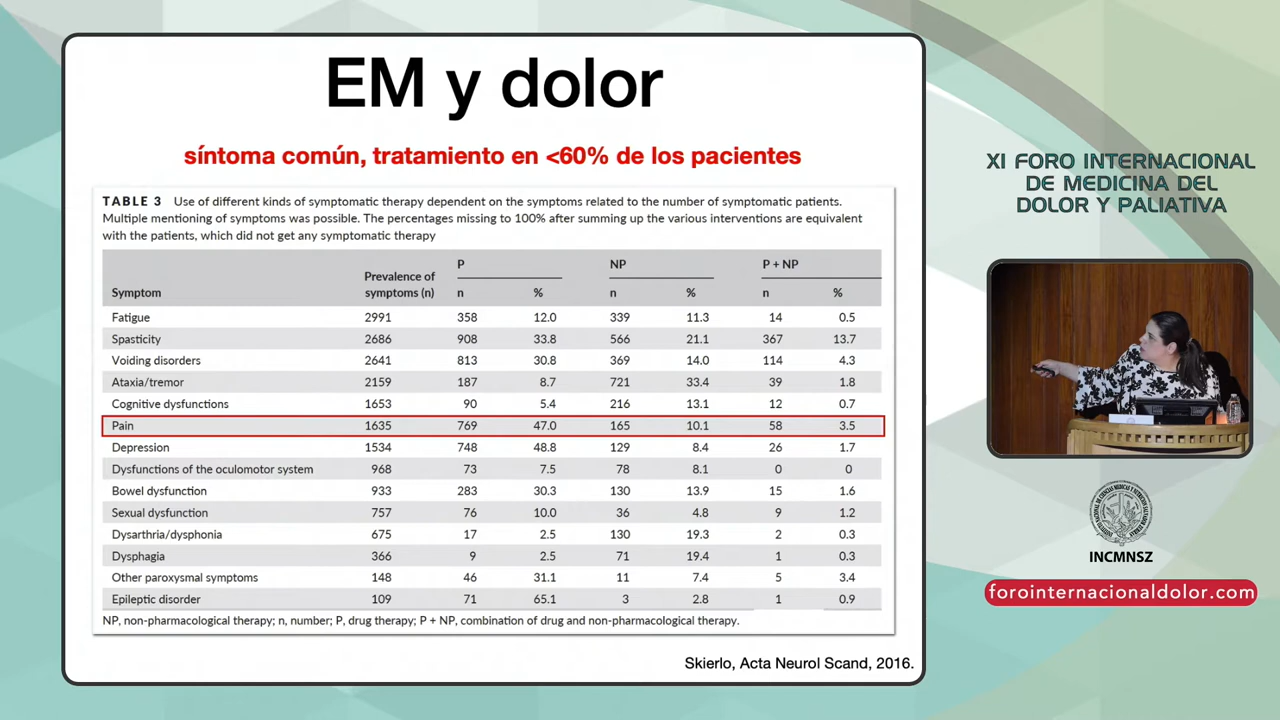 EM y dolor
síntoma común, tratamiento en <60% de los pacientes
TABLE 3 Use of different kinds of symptomatic therapy dependent on the symptoms related to the number of symptomatic patients.
Multiple mentioning of symptoms was possible. The percentages missing to 100% after summing up the various interventions are equivalent
with the patients, which did not get any symptomatic therapy
P NP P + NP
Prevalence of
Symptom symptoms (n) n % n % n %
Fatigue 2991 358 12.0 339 11.3 14 0.5
Spasticity 2686 908 33.8 566 21.1 367 13.7
Voiding disorders 2641 813 30.8 369 14.0 114 4.3
Ataxia/tremor 2159 187 8.7 721 33.4 39 1.8
Cognitive dysfunctions 1653 90 5.4 216 13.1 12 0.7
Pain 1635 769 47.0 165 10.1 58 3.5
Depression 1534 748 48.8 129 8.4 26 1.7
Dysfunctions of the oculomotor system 968 73 7.5 78 8.1 0 0
Bowel dysfunction 933 283 30.3 130 13.9 15 1.6
Sexual dysfunction 757 76 10.0 36 4.8 9 1.2
Dysarthria/dysphonia 675 17 2.5 130 19.3 2 0.3
Dysphagia 366 9 2.5 71 19.4 1 0.3
Other paroxysmal symptoms 148 46 31.1 11 7.4 5 3.4
Epileptic disorder 109 71 65.1 3 2.8 1 0.9
NP, non-pharmacological therapy; n, number; P, drug therapy; P + NP, combination of drug and non-pharmacological therapy.
Skierlo, Acta Neurol Scand, 2016.
XI FORO INTERNACIONAL
DE MEDICINA DEL
DOLOR Y PALIATIVA
INCMNSZ
forointernacionaldolor.com